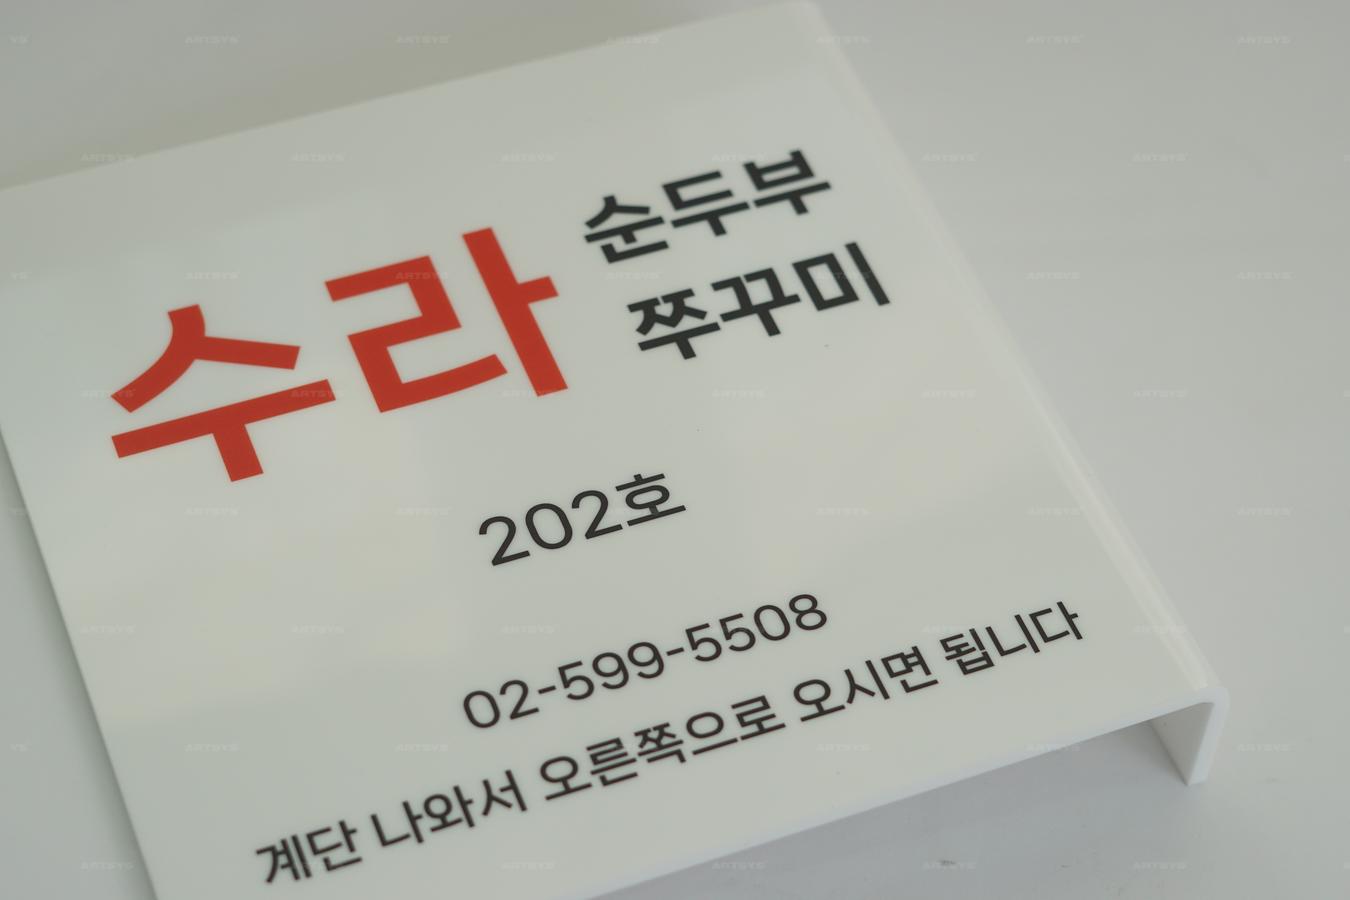 수라
순두부
쭈꾸미
202호
02-599-5508
계단 나와서 오른쪽으로 오시면 됩니다
ARTSYS